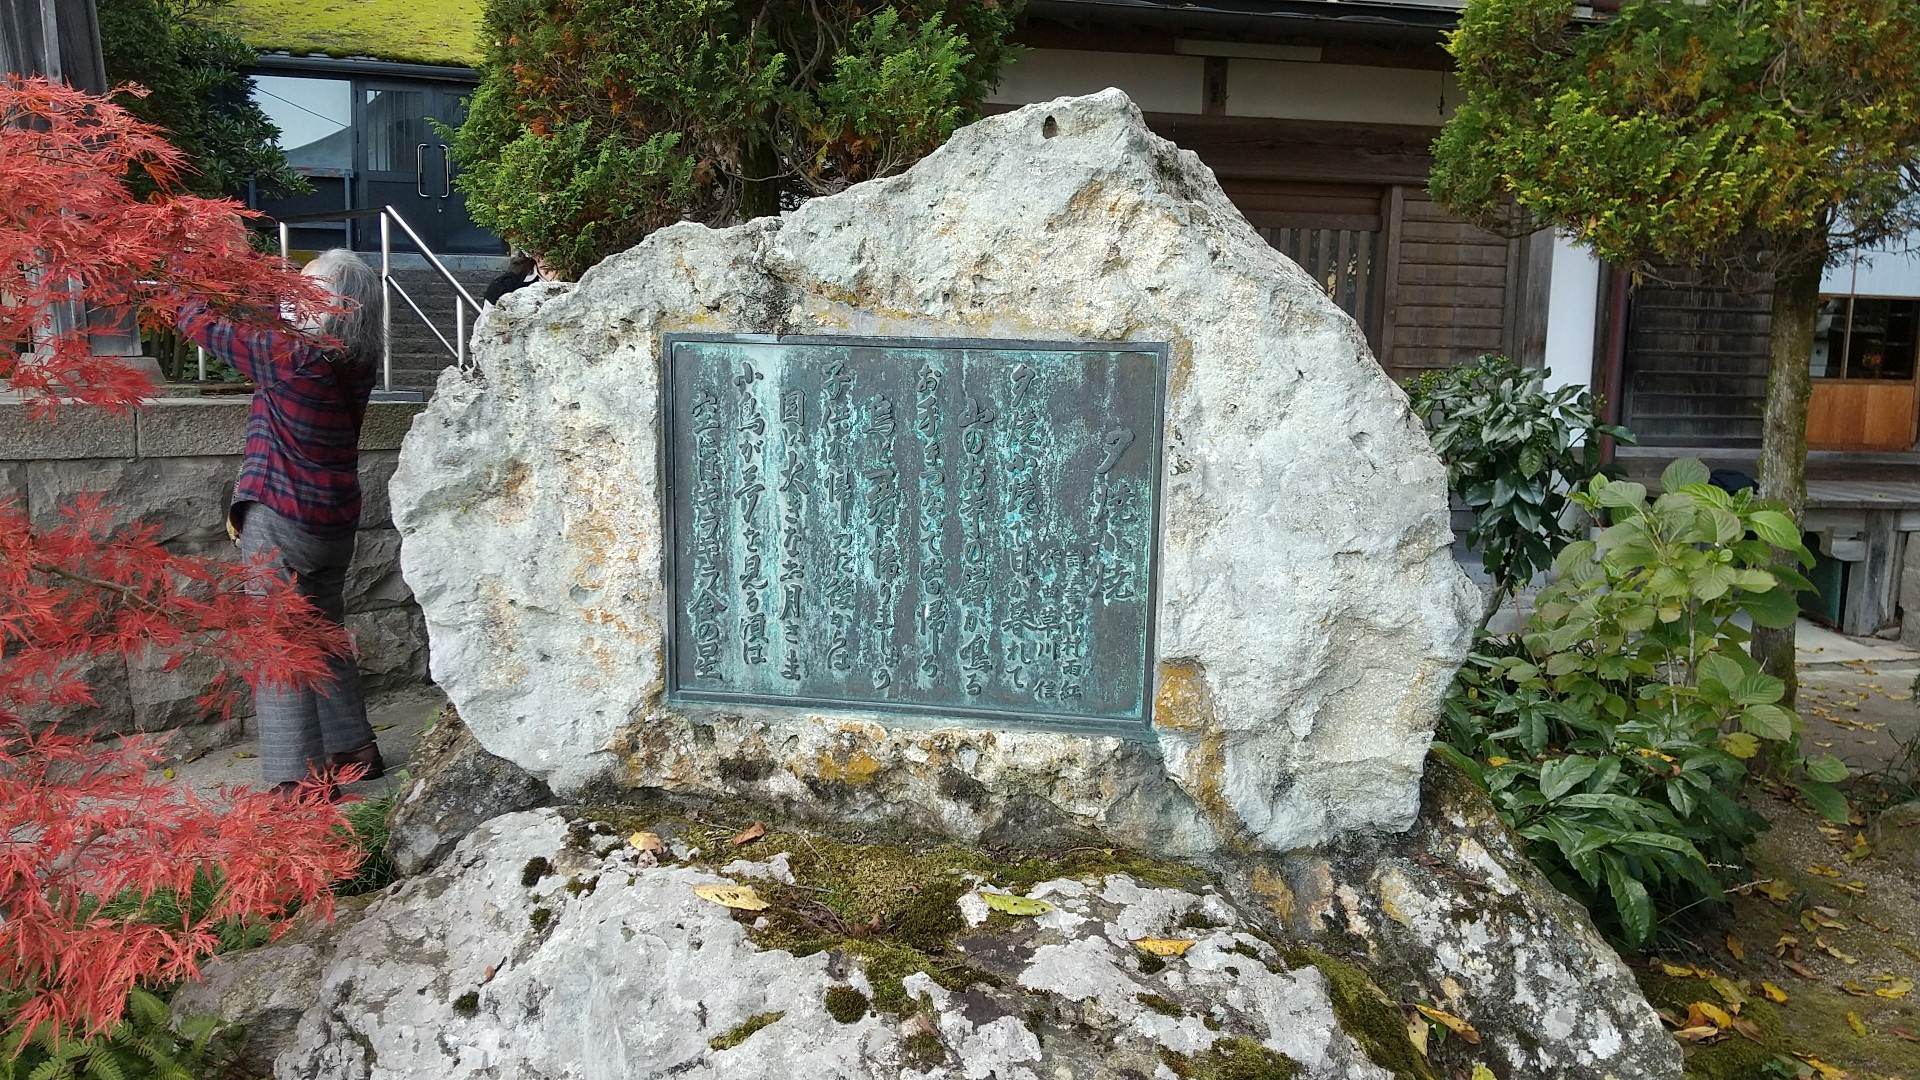 夕焼小焼
詩 中村雨紅
作曲 草川 信
夕焼小焼で日が暮れて
山のお寺の鐘が鳴る
お手々つないで皆帰ろ
烏と一緒に帰りましょう
子供が帰った後からは
円い大きなお月さま
小鳥が夢を見る頃は
空にはキラキラ金の星